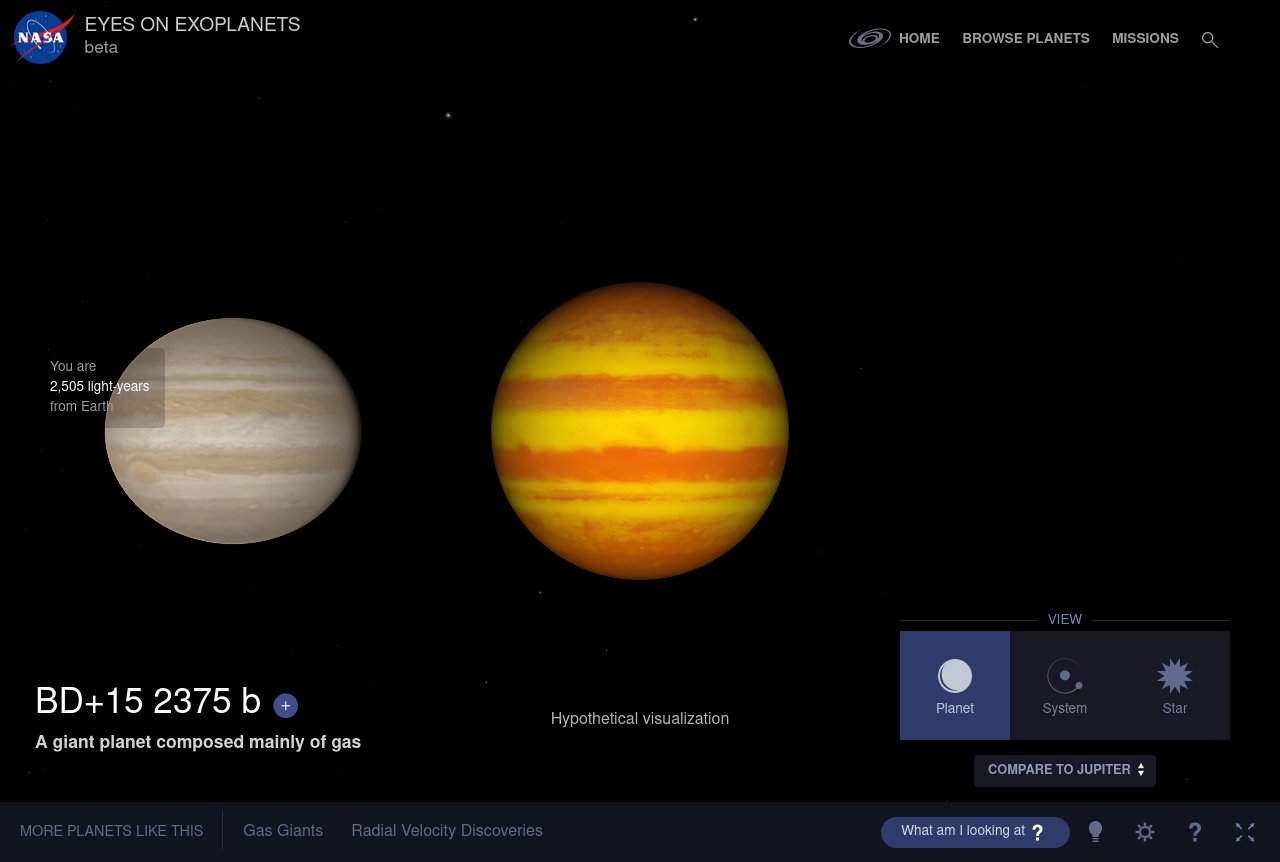 NASA
EYES ON EXOPLANETS
beta
HOME
BROWSE PLANETS
MISSIONS
You are
2,505 light-years
from Earth
VIEW
Planet
System
Star
BD+15 2375 b +
A giant planet composed mainly of gas
Hypothetical visualization
COMPARE TO JUPITER
MORE PLANETS LIKE THIS
Gas Giants
Radial Velocity Discoveries
What am I looking at ?
?